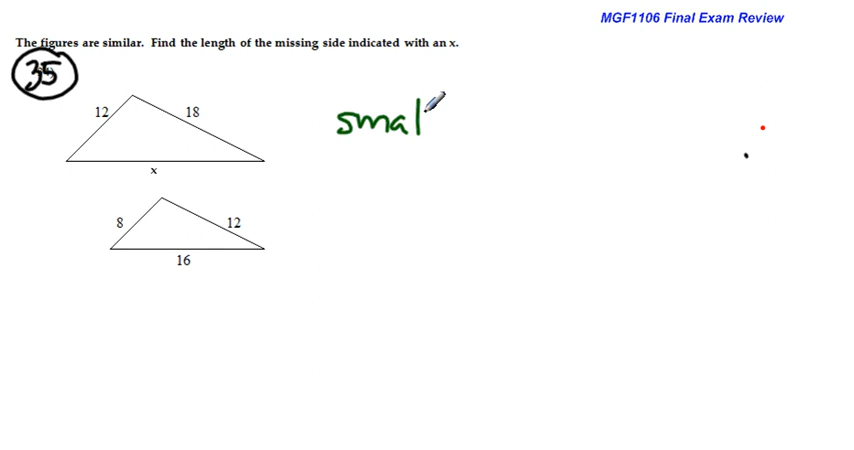 MGF1106 Final Exam Review
The figures are similar. Find the length of the missing side indicated with an x.
35
12
18
smal
x
8
12
16